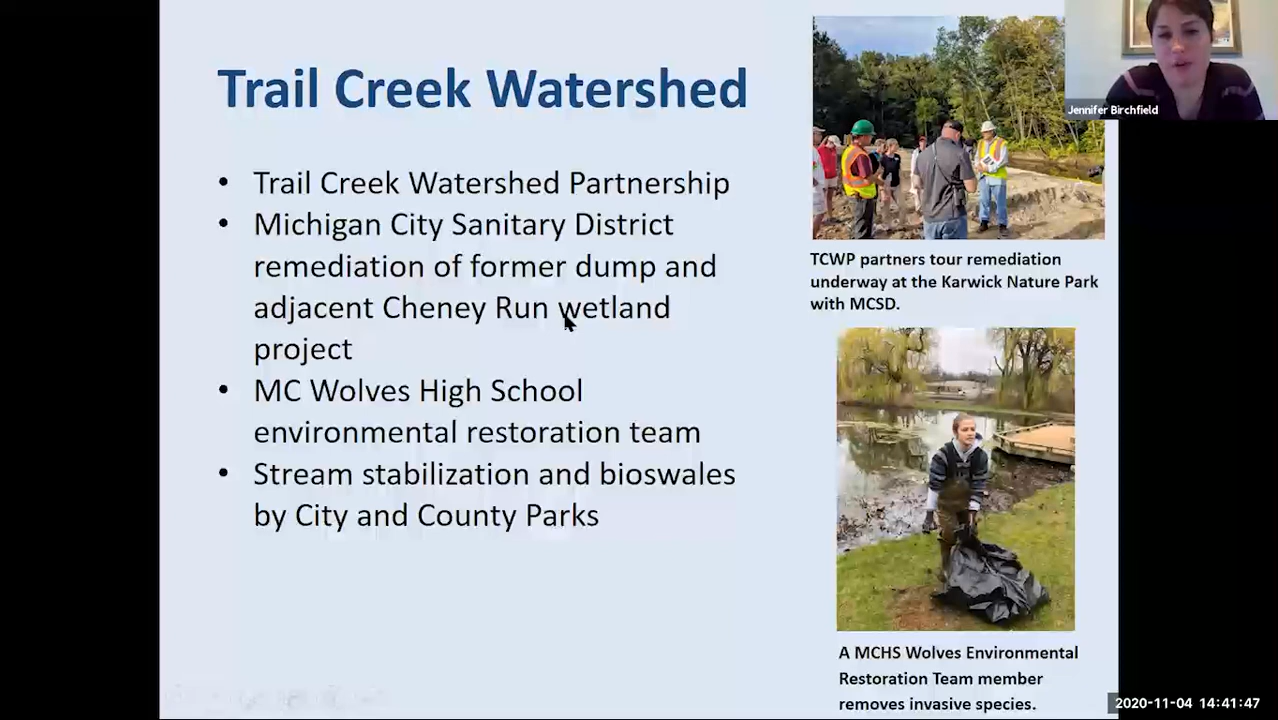 Trail Creek Watershed
• Trail Creek Watershed Partnership
• Michigan City Sanitary District
remediation of former dump and
adjacent Cheney Run wetland
project
• MC Wolves High School
environmental restoration team
• Stream stabilization and bioswales
by City and County Parks
Jennifer Birchfield
TCWP partners tour remediation
underway at the Karwick Nature Park
with MCSD.
A MCHS Wolves Environmental
Restoration Team member
removes invasive species.
2020-11-04 14:41:47